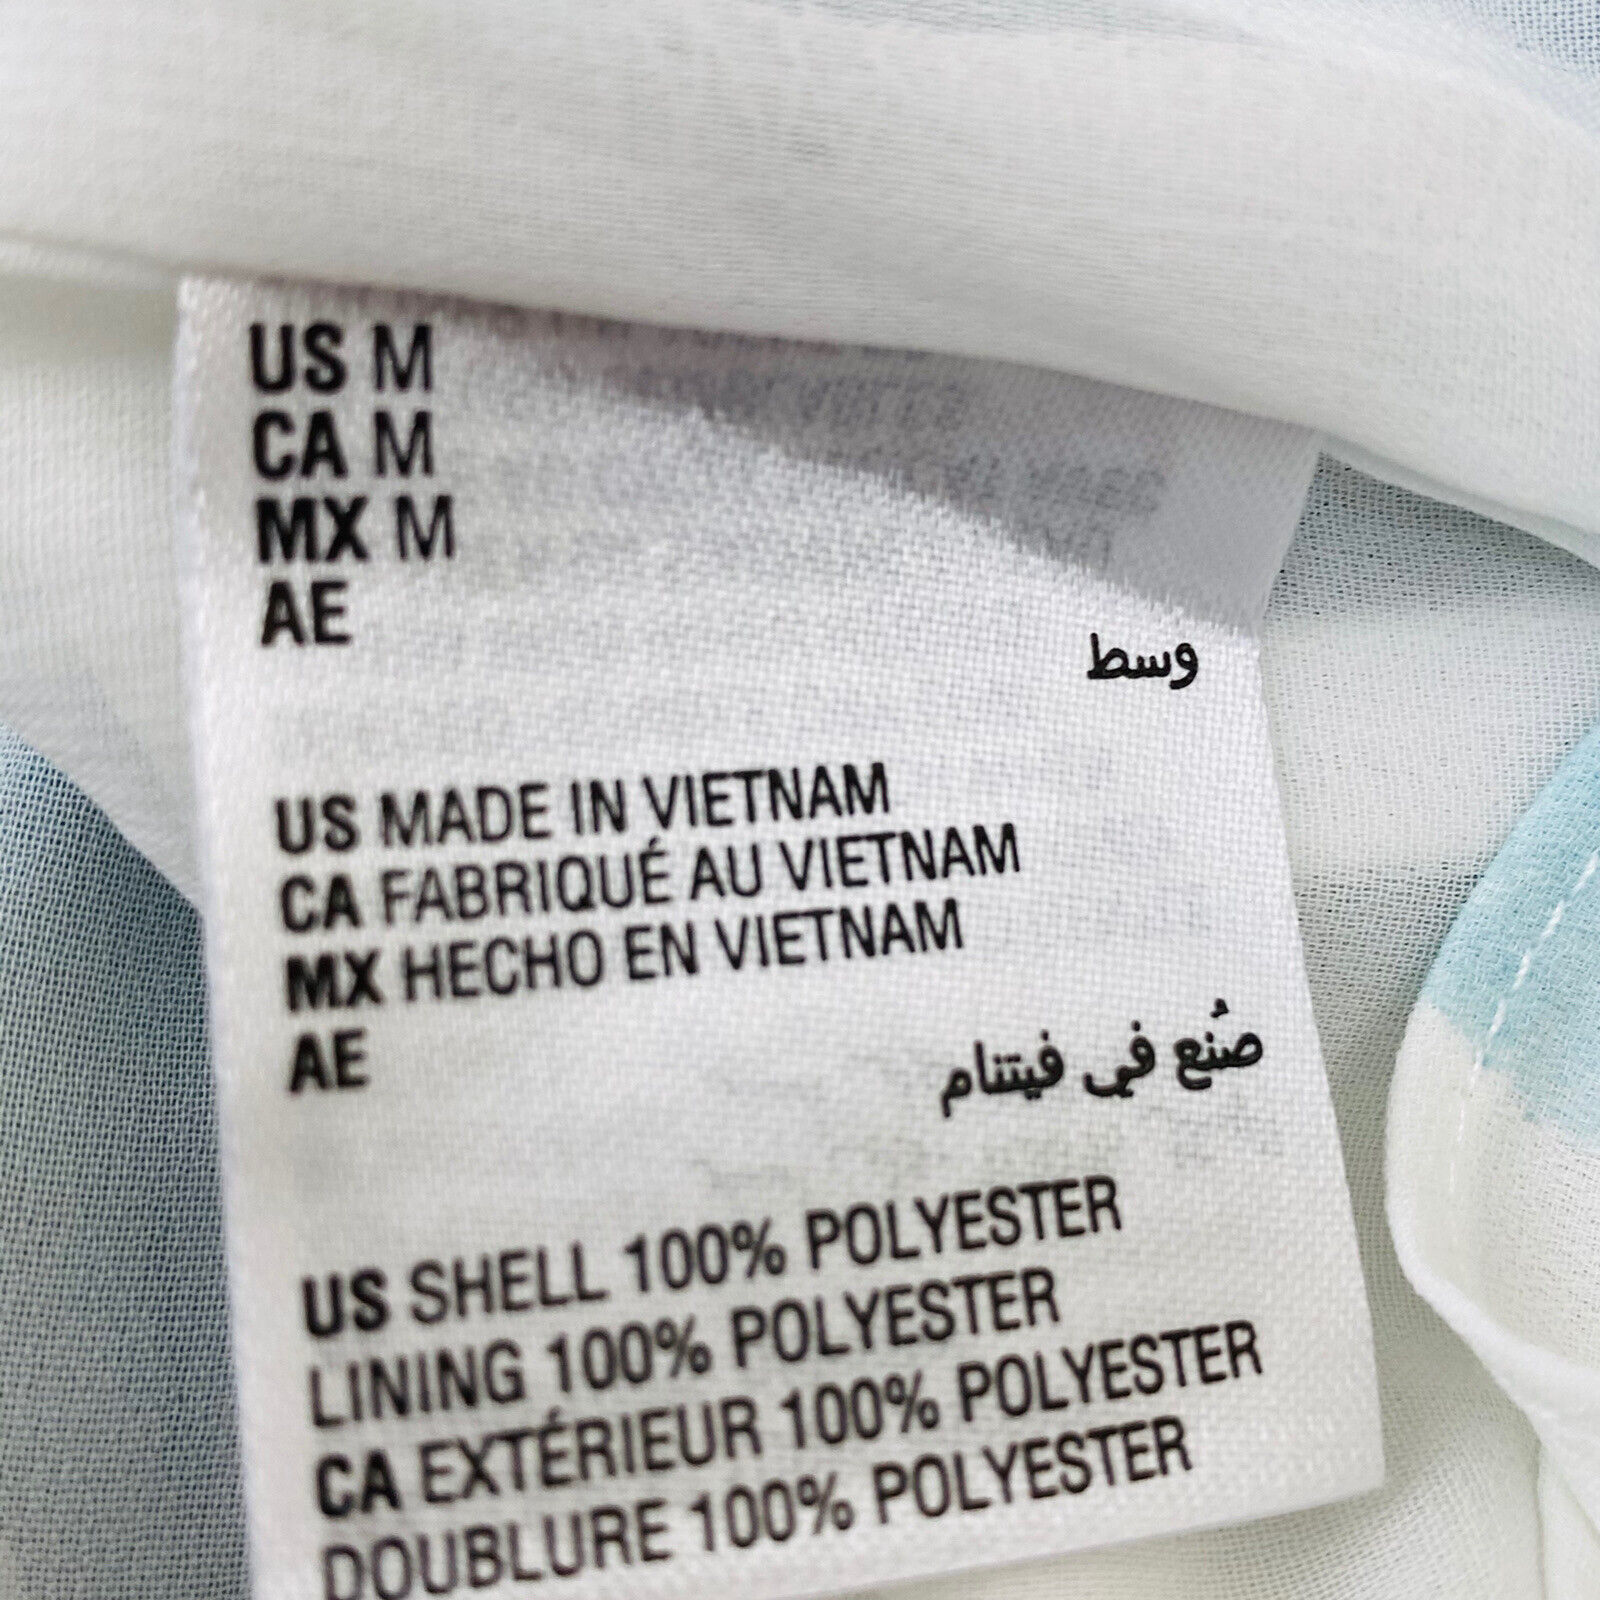 US M
CA M
MX M
AE
وسط
US MADE IN VIETNAM
CA FABRIQUÉ AU VIETNAM
MX HECHO EN VIETNAM
AE
صُنع في فيتنام
US SHELL 100% POLYESTER
LINING 100% POLYESTER
CA EXTÉRIEUR 100% POLYESTER
DOUBLURE 100% POLYESTER